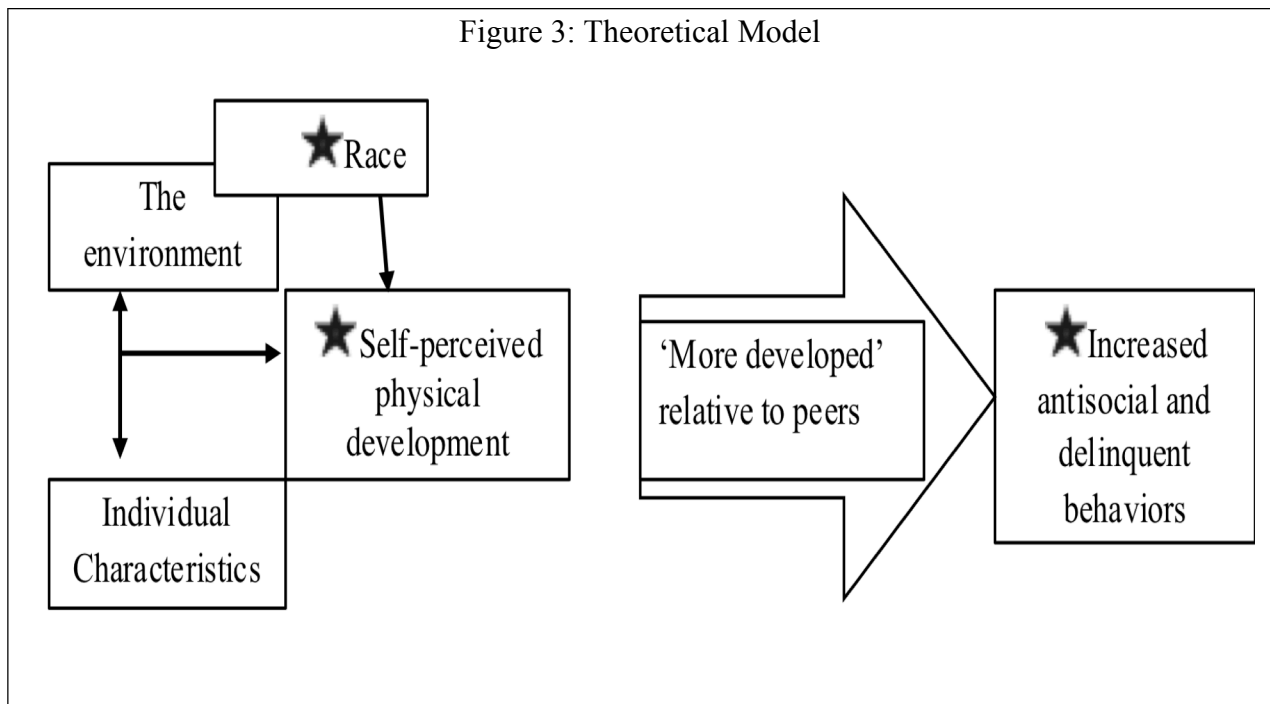 Figure 3: Theoretical Model
Race
The
environment
Self-perceived
physical
development
Individual
Characteristics
‘More developed’
relative to peers
Increased
antisocial and
delinquent
behaviors